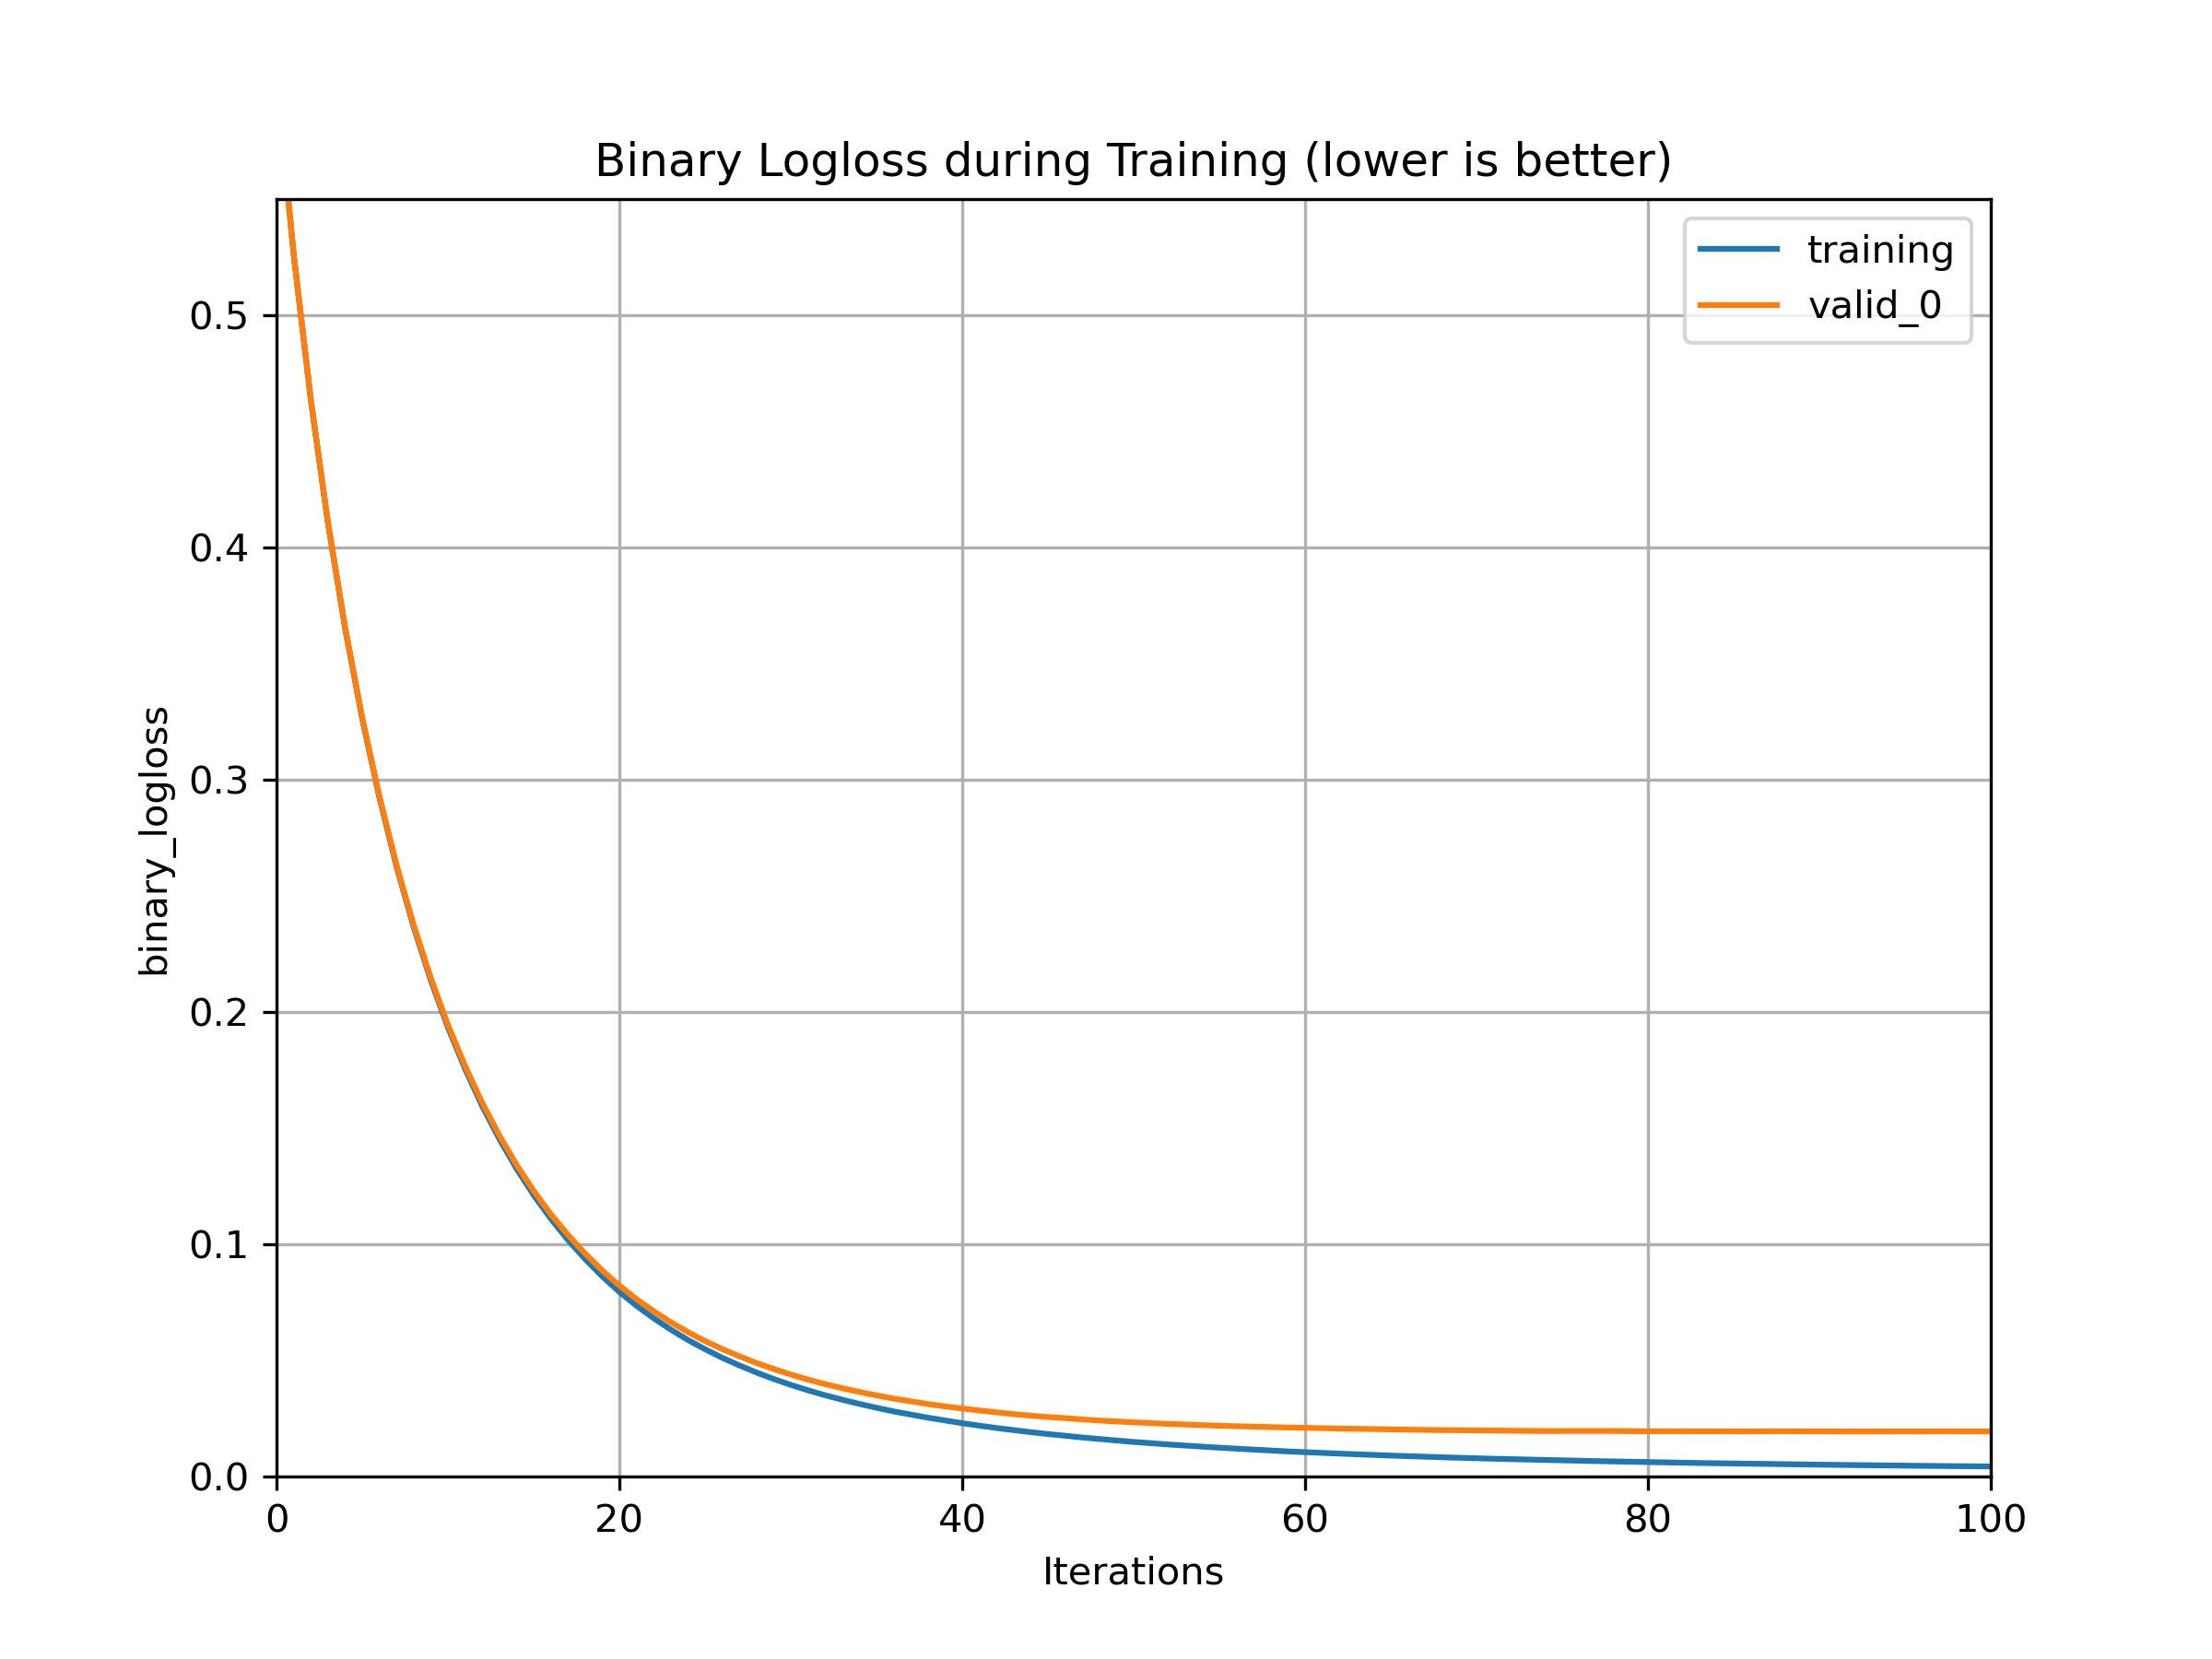 Binary Logloss during Training (lower is better)
training
valid_0
binary_logloss
0.5
0.4
0.3
0.2
0.1
0.0
0 20 40 60 80 100
Iterations